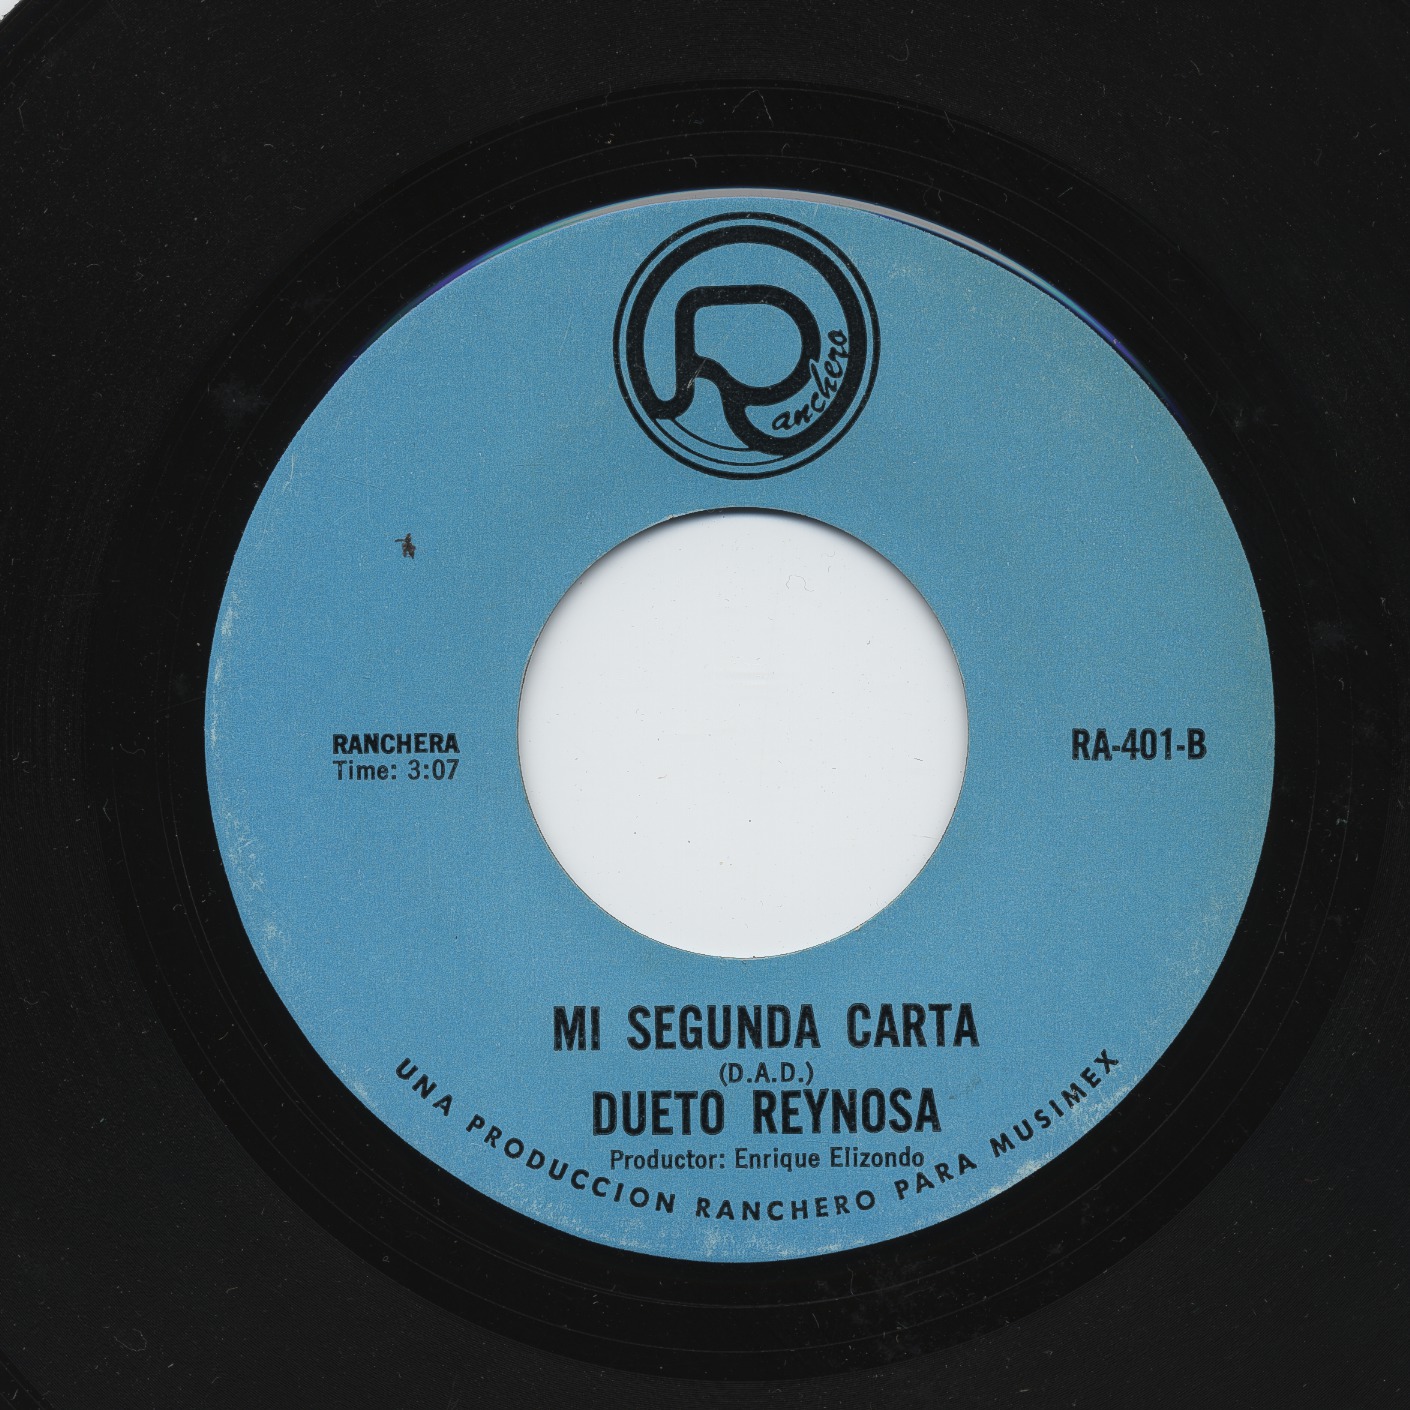 Ranchero
RANCHERA
Time: 3:07
RA-401-B
MI SEGUNDA CARTA
(D.A.D.)
DUETO REYNOSA
Productor: Enrique Elizondo
UNA PRODUCCION RANCHERO PARA MUSIMEX